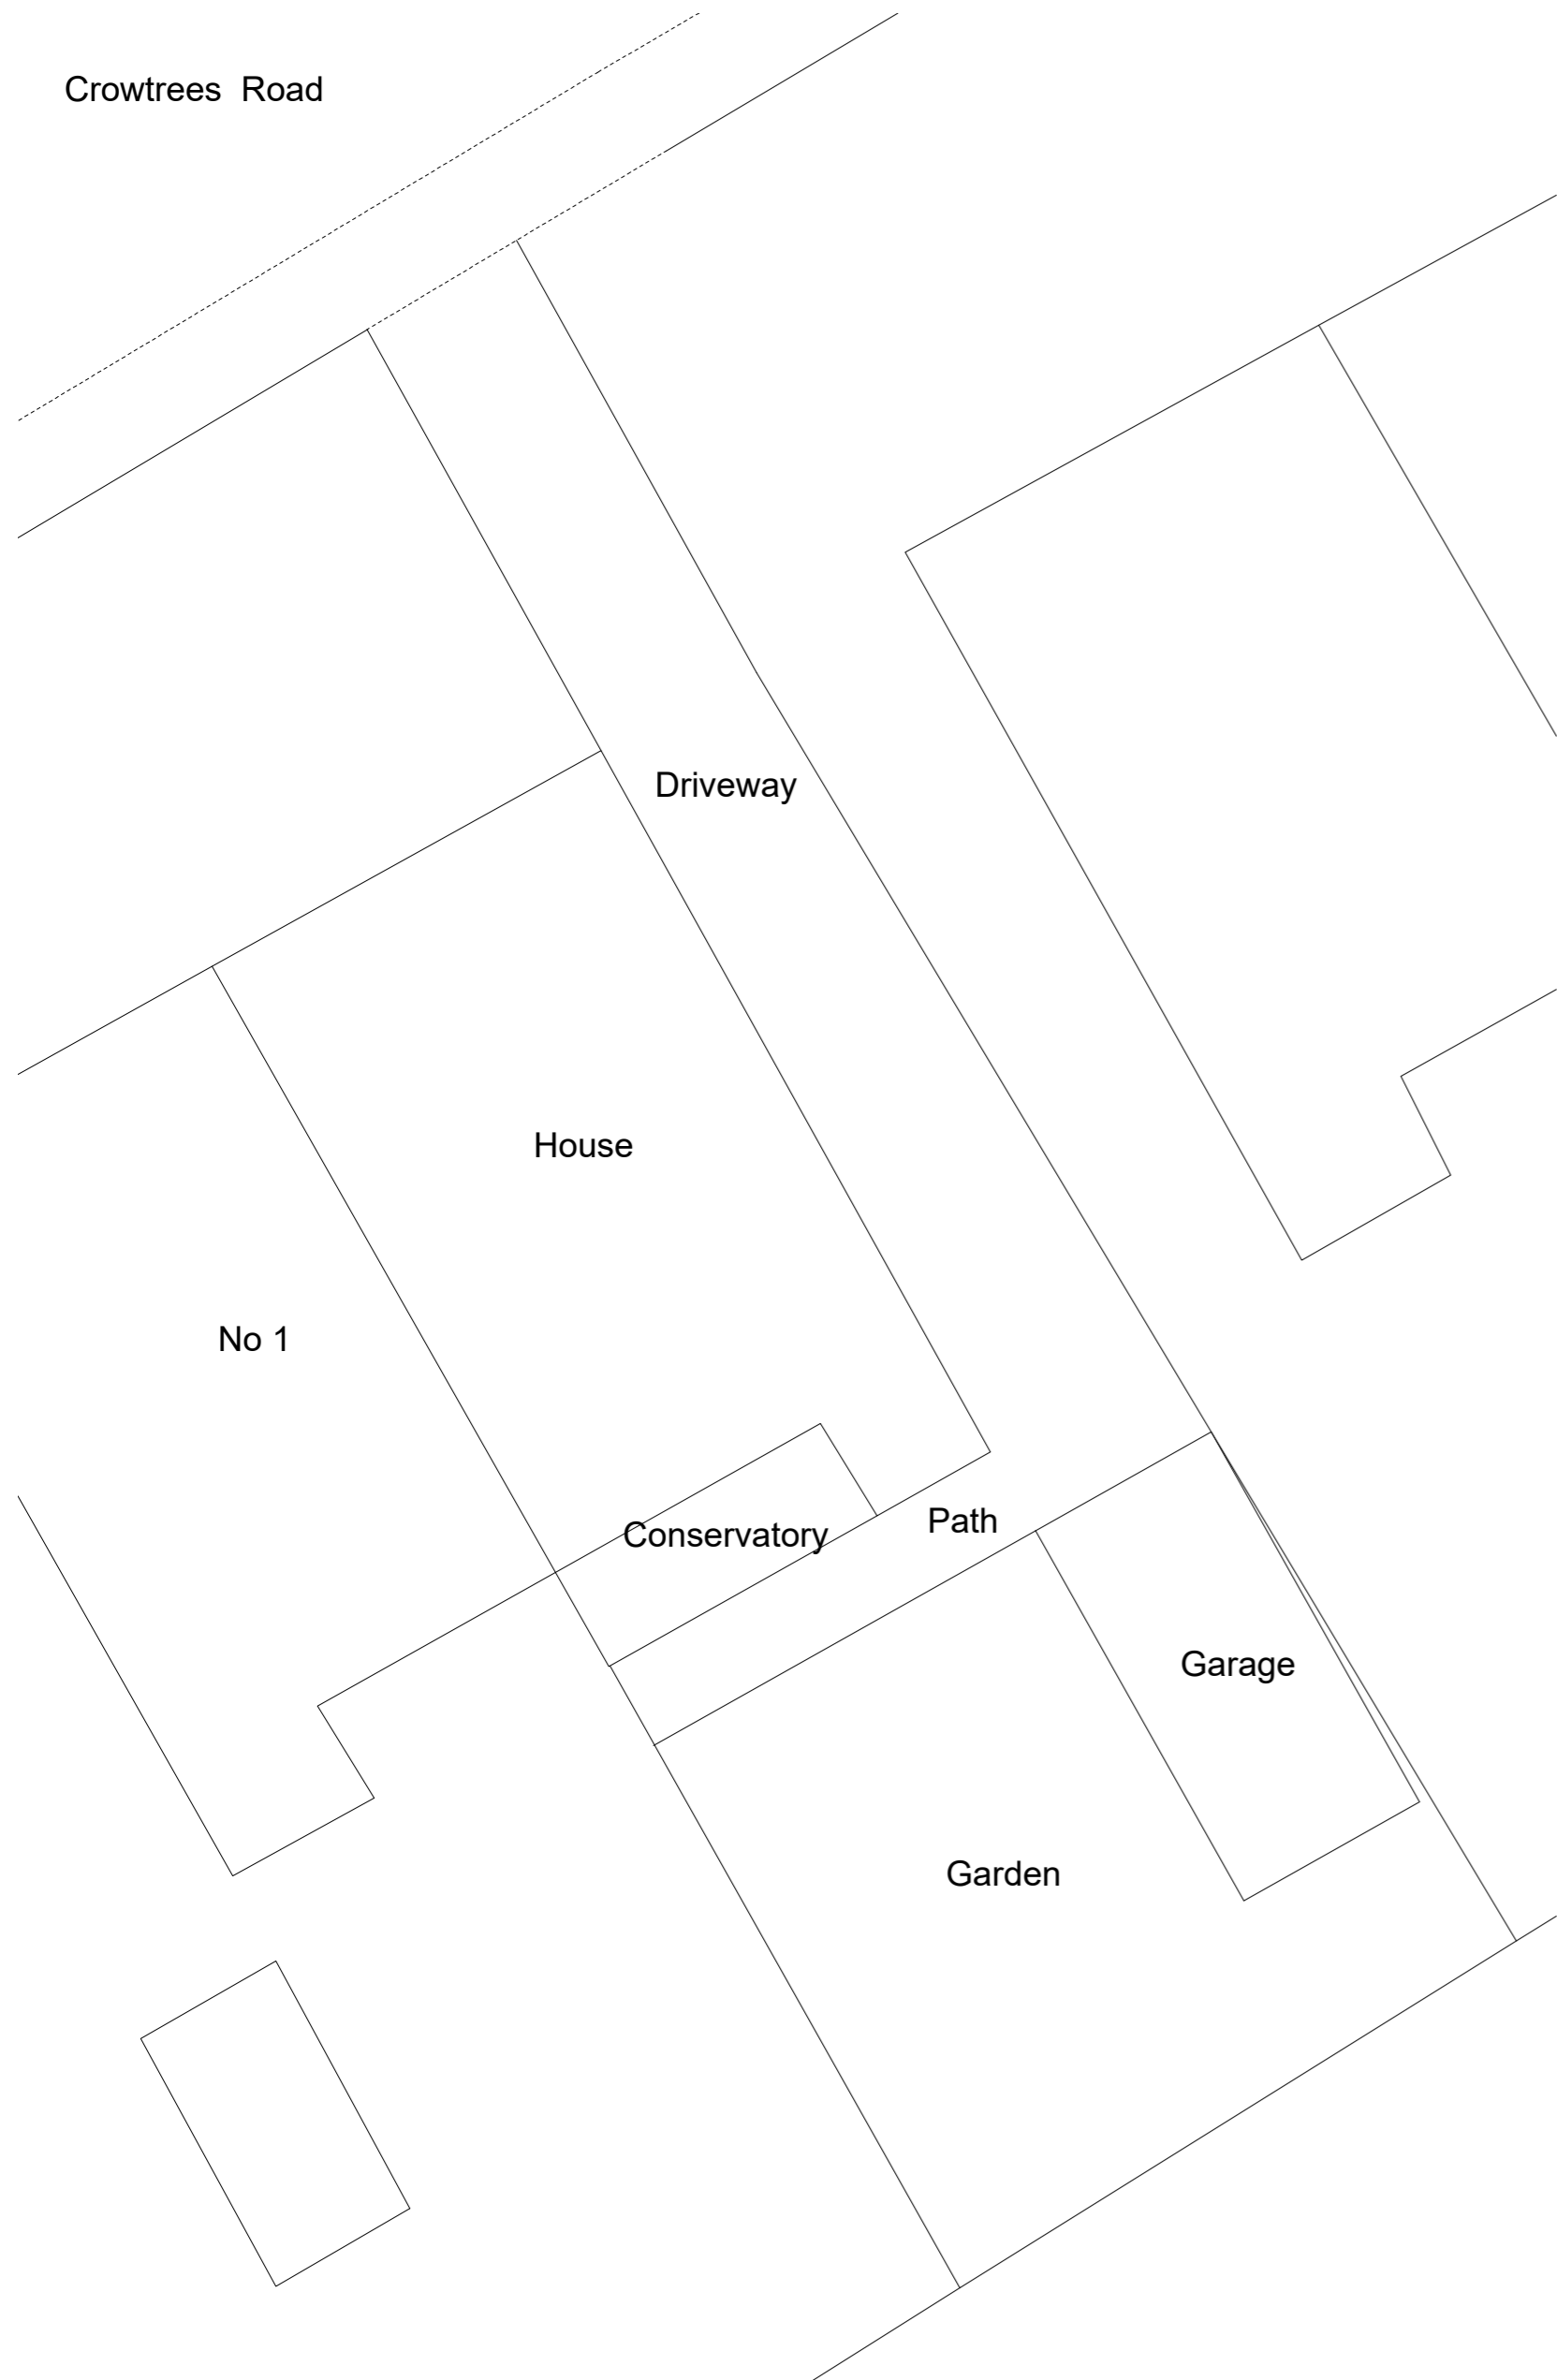 Crowtrees Road
Driveway
House
No 1
Path
Conservatory
Garage
Garden